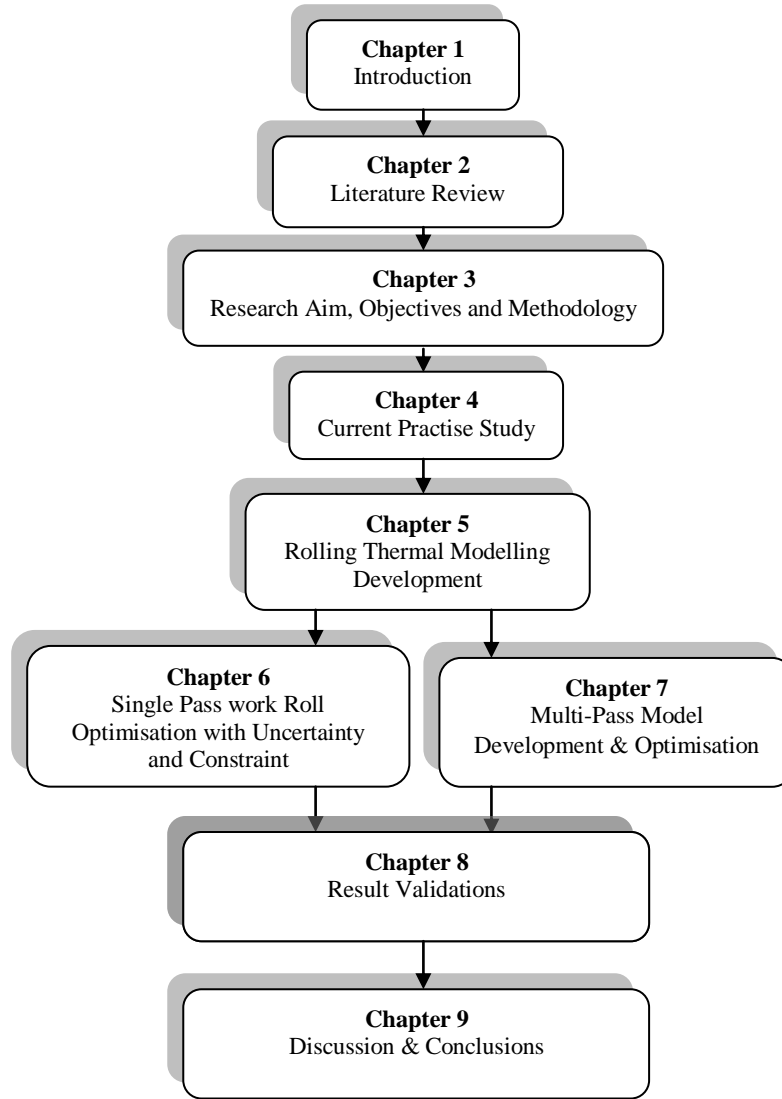 Chapter 1
Introduction
Chapter 2
Literature Review
Chapter 3
Research Aim, Objectives and Methodology
Chapter 4
Current Practise Study
Chapter 5
Rolling Thermal Modelling
Development
Chapter 6
Single Pass work Roll
Optimisation with Uncertainty
and Constraint
Chapter 7
Multi-Pass Model
Development & Optimisation
Chapter 8
Result Validations
Chapter 9
Discussion & Conclusions